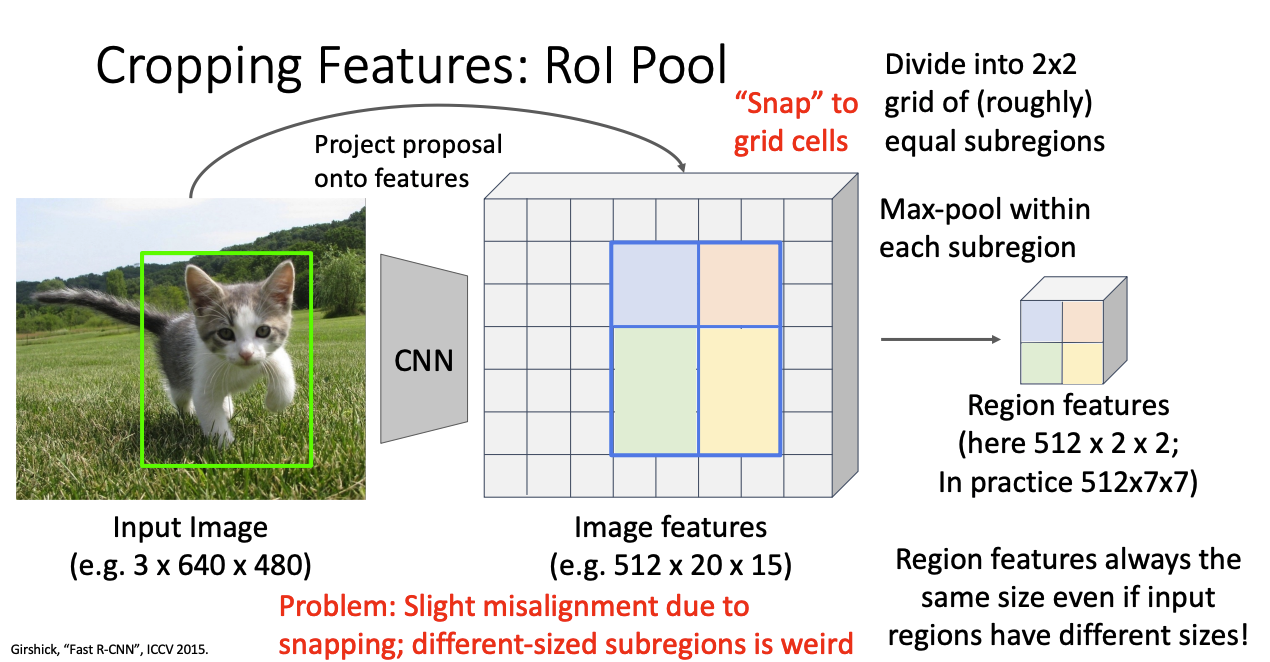 Cropping Features: RoI Pool
"Snap" to
grid cells
Divide into 2x2
grid of (roughly)
equal subregions
Project proposal
onto features
Max-pool within
each subregion
CNN
Region features
(here 512 x 2 x 2;
In practice 512x7x7)
Input Image
(e.g. 3 x 640 x 480)
Image features
(e.g. 512 x 20 x 15)
Region features always the
same size even if input
regions have different sizes!
Problem: Slight misalignment due to
snapping; different-sized subregions is weird
Girshick, "Fast R-CNN", ICCV 2015.